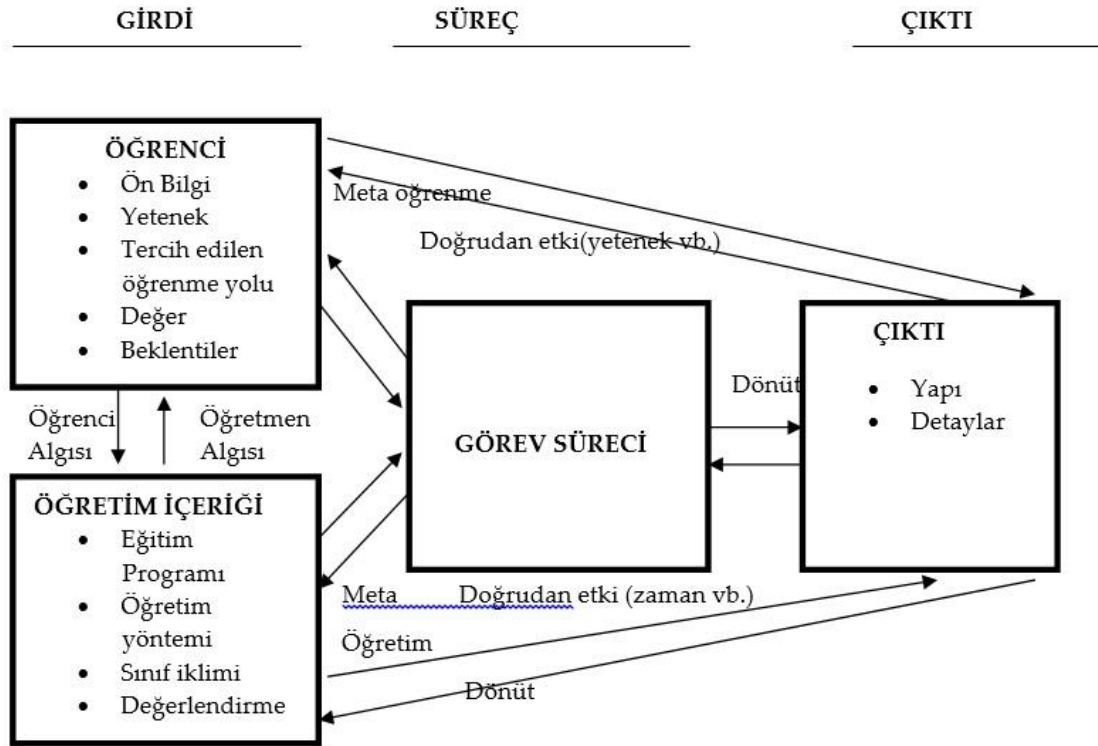 GİRDİ
SÜREÇ
ÇIKTI
ÖĞRENCİ
• Ön Bilgi
• Yetenek
• Tercih edilen
öğrenme yolu
• Değer
• Beklentiler
Meta öğrenme
Doğrudan etki(yetenek vb.)
Öğrenci
Algısı
Öğretmen
Algısı
GÖREV SÜRECİ
Dönüt
ÇIKTI
• Yapı
• Detaylar
ÖĞRETİM İÇERİĞİ
• Eğitim
Programı
• Öğretim
yöntemi
• Sınıf iklimi
• Değerlendirme
Meta Doğrudan etki (zaman vb.)
Öğretim
Dönüt